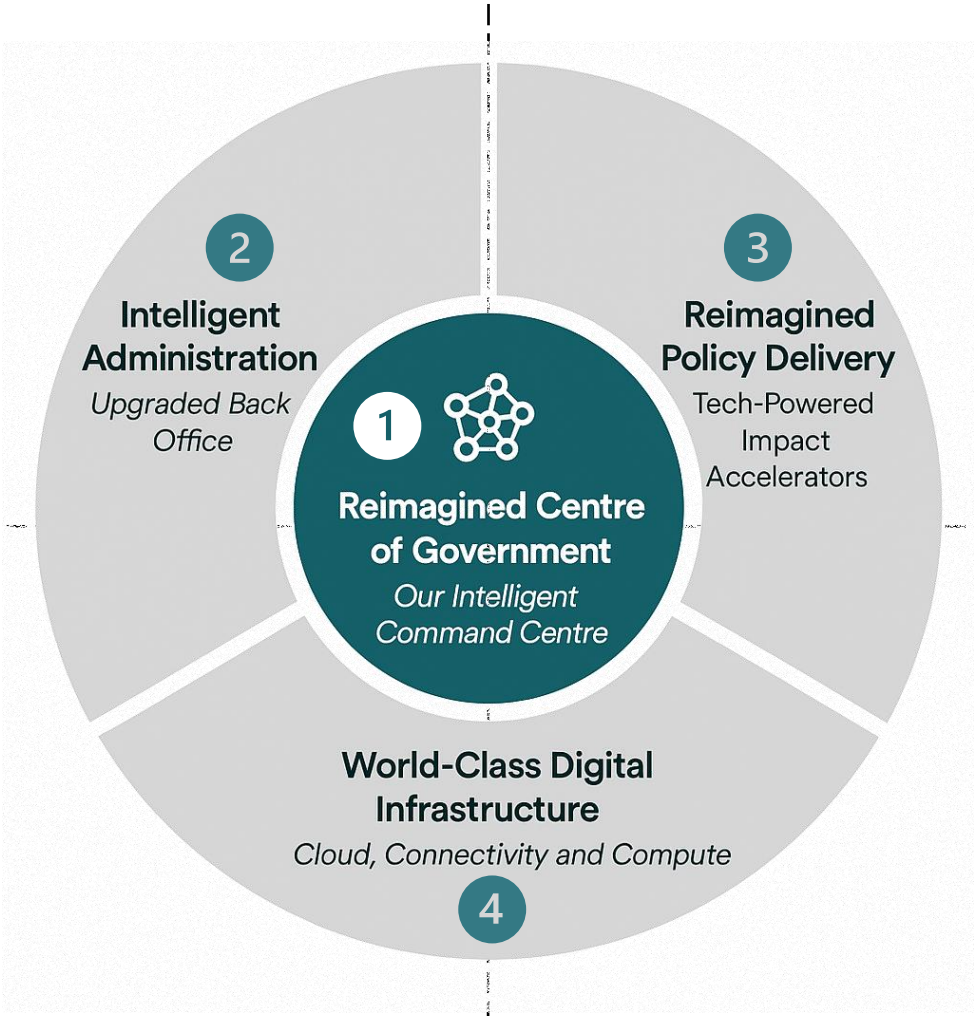 1
Reimagined Centre
of Government
Our Intelligent
Command Centre
2
Intelligent
Administration
Upgraded Back
Office
3
Reimagined
Policy Delivery
Tech-Powered
Impact
Accelerators
World-Class Digital
Infrastructure
Cloud, Connectivity and Compute
4